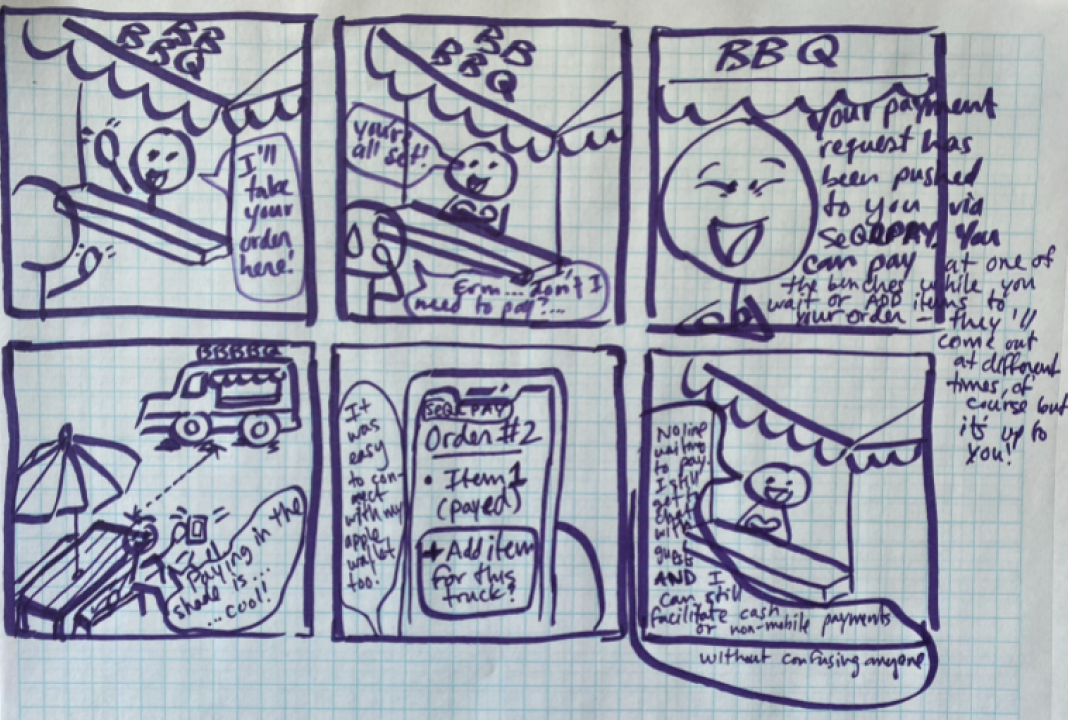 B BB
BQ
I'll
take
your
order
here!
BB
BBQ
you're
all set!
Erm... Don't I
need to pay?...
BBQ
Your payment
request has
been pushed
to you via
SeQRPAY. You
can pay at one of
the benches while you
wait or ADD items to
your order - they'll
come out
at different
times, of
course but
it's up to
you!"
BBBBQ
Paying in the
shade is...
...cool!
It
was
easy
to con-
nect
with my
apple
wallet
too!
SeQRPAY
Order #2
• Item 1
(payed)
+ Add item
for this
truck?
No line
waiting
to pay.
I still
get to
chat
with
guests
AND I
can still
facilitate cash
or non-mobile payments
without confusing anyone